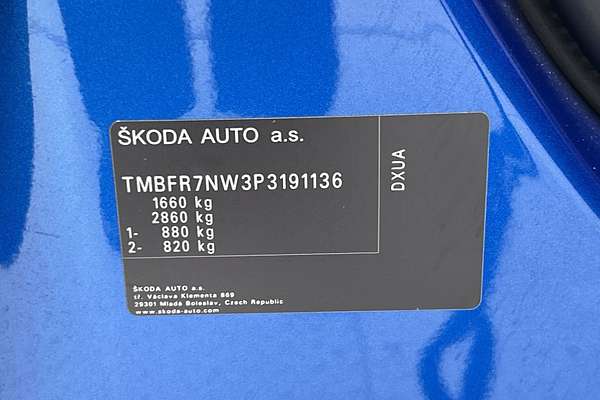 ŠKODA AUTO a.s.
TMBFR7NW3P3191136
1660 kg
2860 kg
1- 880 kg
2- 820 kg
DXUA
ŠKODA AUTO a.s.
tř. Václava Klementa 869
29301 Mladá Boleslav, Czech Republic
www.skoda-auto.com